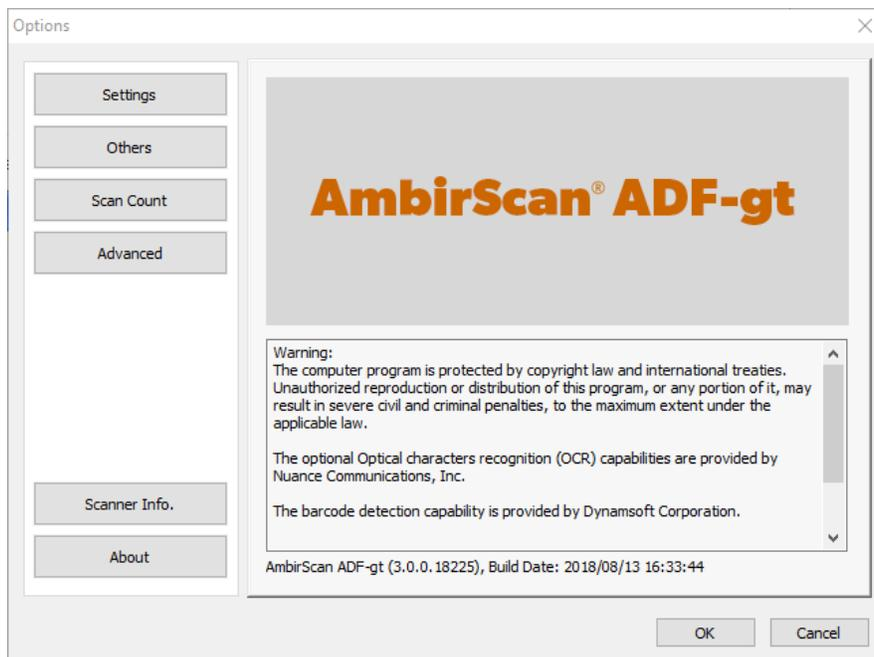 Options
Settings
Others
Scan Count
Advanced
Scanner Info.
About
AmbirScan® ADF-gt
Warning:
The computer program is protected by copyright law and international treaties.
Unauthorized reproduction or distribution of this program, or any portion of it, may
result in severe civil and criminal penalties, to the maximum extent under the
applicable law.
The optional Optical characters recognition (OCR) capabilities are provided by
Nuance Communications, Inc.
The barcode detection capability is provided by Dynamsoft Corporation.
AmbirScan ADF-gt (3.0.0.18225), Build Date: 2018/08/13 16:33:44
OK
Cancel